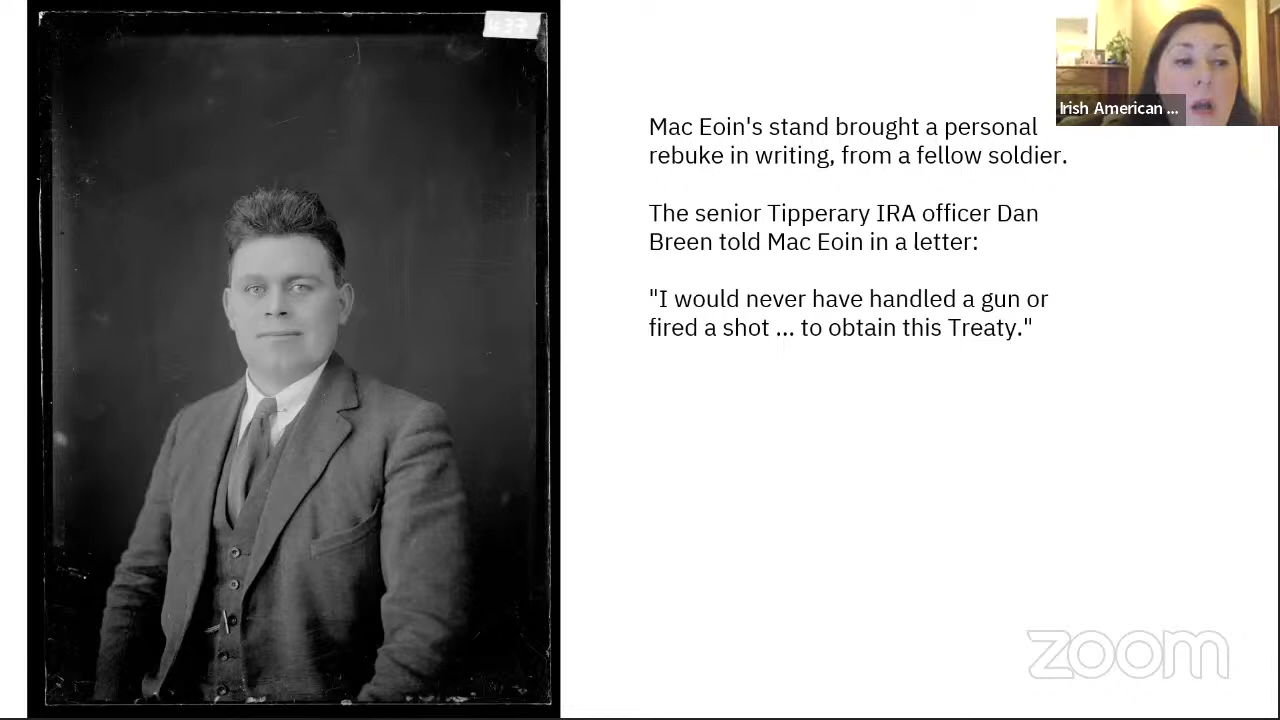 Irish American ...
Mac Eoin's stand brought a personal
rebuke in writing, from a fellow soldier.
The senior Tipperary IRA officer Dan
Breen told Mac Eoin in a letter:
"I would never have handled a gun or
fired a shot ... to obtain this Treaty."
zoom